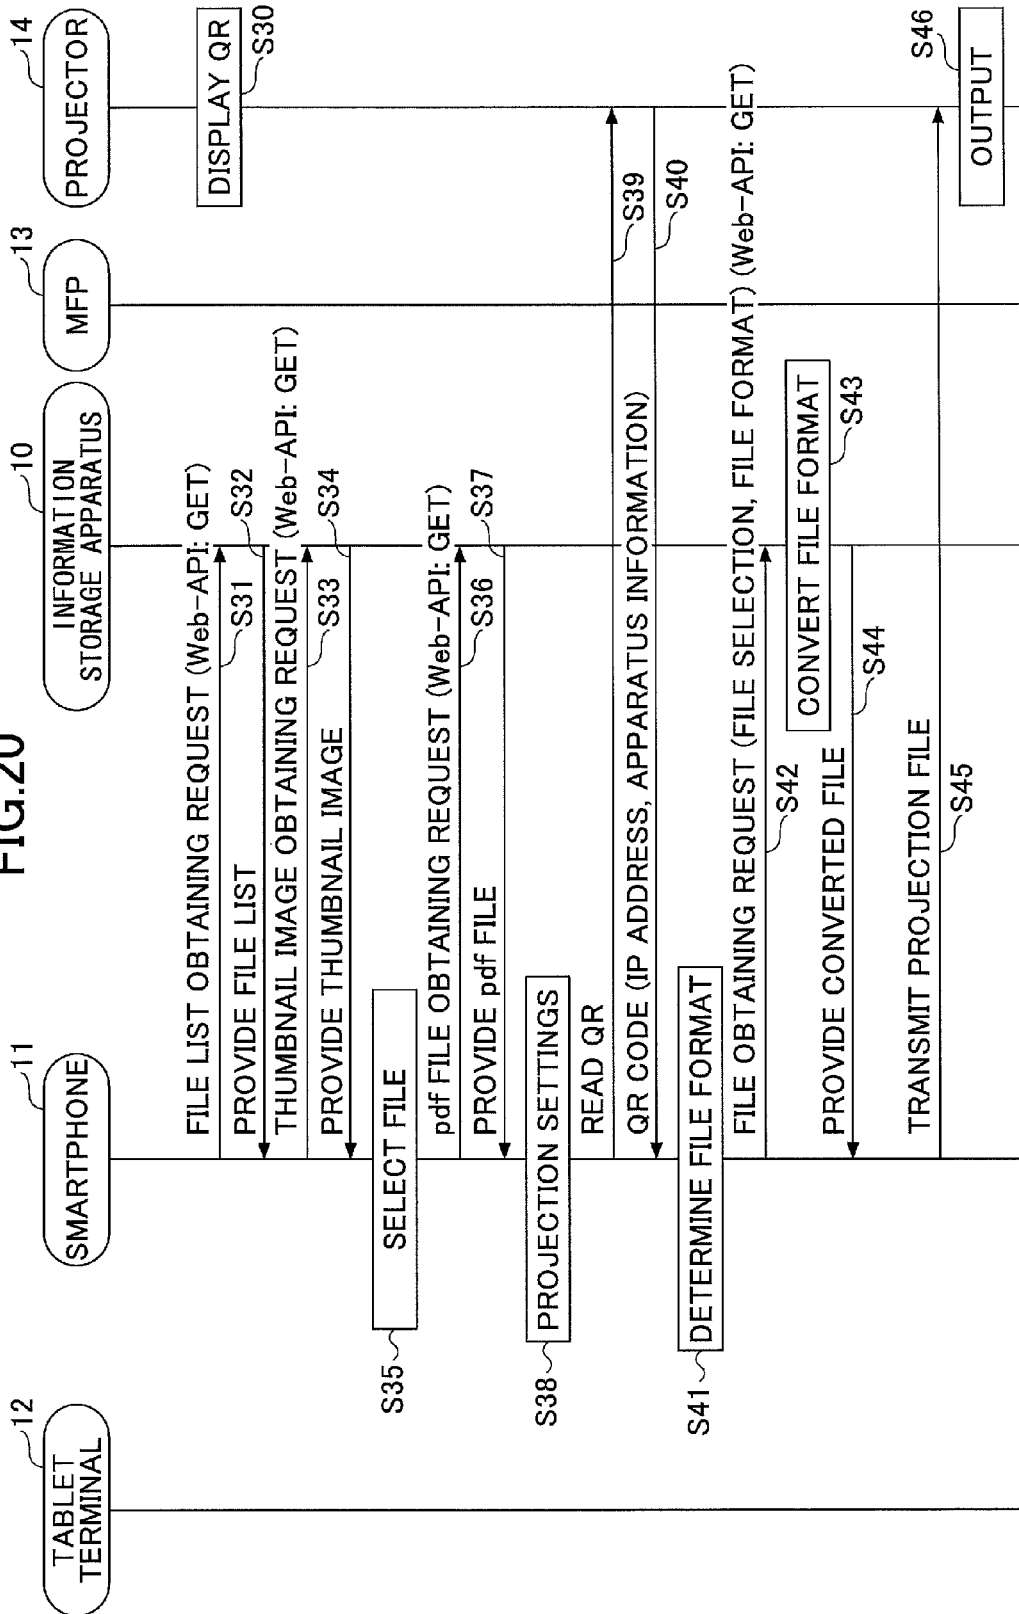 FIG.20
12
TABLET
TERMINAL
11
SMARTPHONE
10
INFORMATION
STORAGE APPARATUS
13
MFP
14
PROJECTOR
DISPLAY QR
S30
FILE LIST OBTAINING REQUEST (Web-API: GET)
S31
PROVIDE FILE LIST
S32
THUMBNAIL IMAGE OBTAINING REQUEST (Web-API: GET)
S33
PROVIDE THUMBNAIL IMAGE
S34
S35
SELECT FILE
pdf FILE OBTAINING REQUEST (Web-API: GET)
S36
PROVIDE pdf FILE
S37
S38
PROJECTION SETTINGS
READ QR
S39
QR CODE (IP ADDRESS, APPARATUS INFORMATION)
S40
S41
DETERMINE FILE FORMAT
FILE OBTAINING REQUEST (FILE SELECTION, FILE FORMAT) (Web-API: GET)
S42
CONVERT FILE FORMAT
S43
PROVIDE CONVERTED FILE
S44
TRANSMIT PROJECTION FILE
S45
S46
OUTPUT